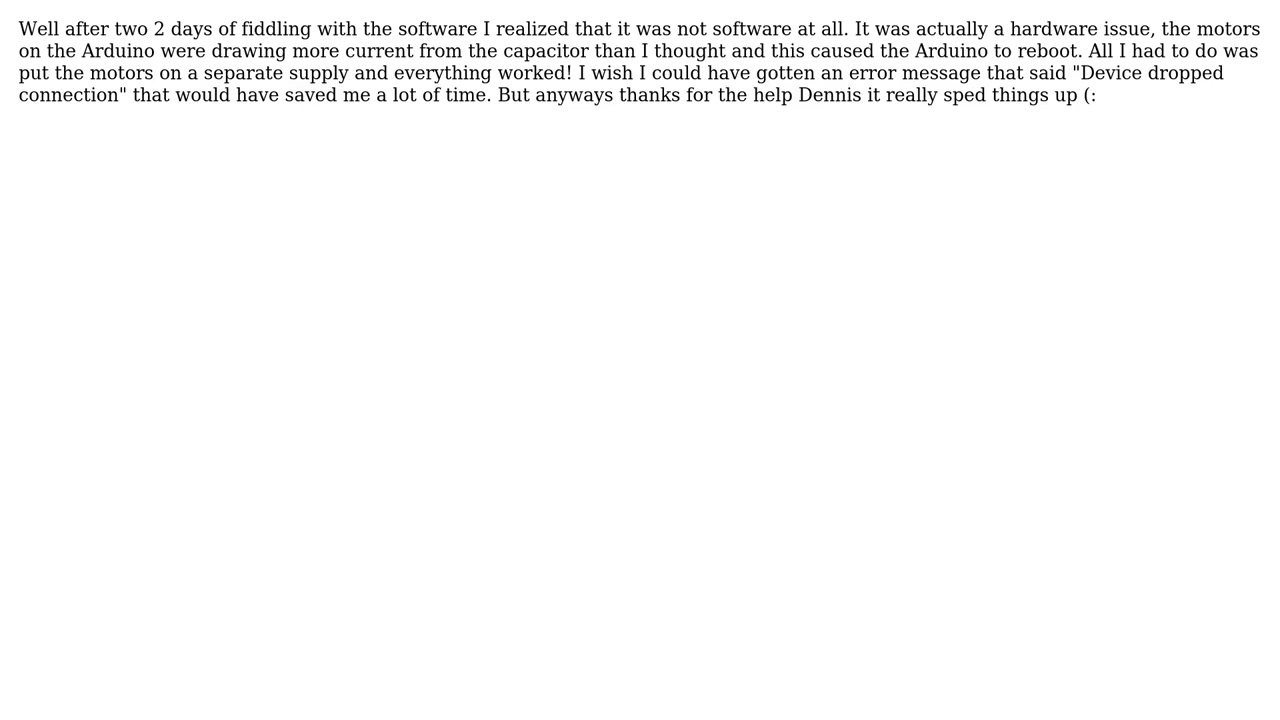 Well after two 2 days of fiddling with the software I realized that it was not software at all. It was actually a hardware issue, the motors
on the Arduino were drawing more current from the capacitor than I thought and this caused the Arduino to reboot. All I had to do was
put the motors on a separate supply and everything worked! I wish I could have gotten an error message that said "Device dropped
connection" that would have saved me a lot of time. But anyways thanks for the help Dennis it really sped things up (: